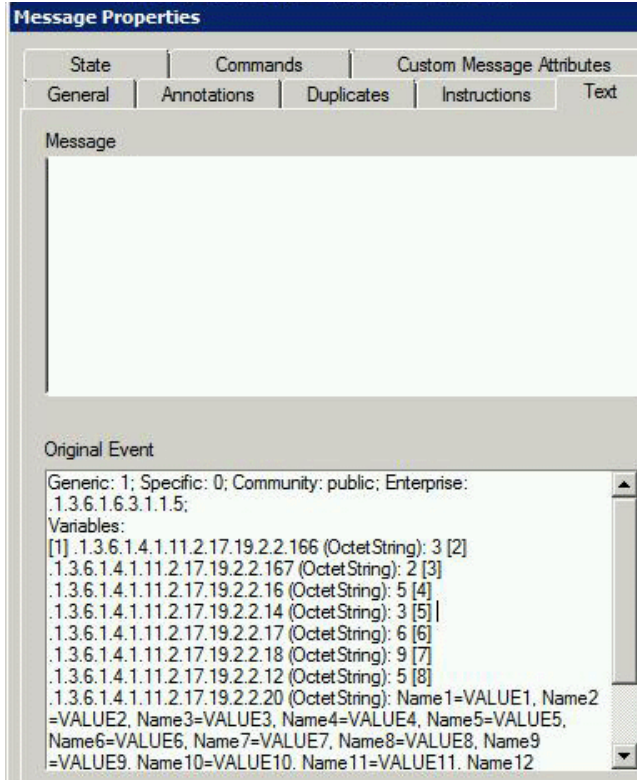 Message Properties
State Commands Custom Message Attributes
General Annotations Duplicates Instructions Text
Message
Original Event
Generic: 1; Specific: 0; Community: public; Enterprise:
.1.3.6.1.6.3.1.1.5;
Variables:
[1] .1.3.6.1.4.1.11.2.17.19.2.2.166 (OctetString): 3 [2]
.1.3.6.1.4.1.11.2.17.19.2.2.167 (OctetString): 2 [3]
.1.3.6.1.4.1.11.2.17.19.2.2.16 (OctetString): 5 [4]
.1.3.6.1.4.1.11.2.17.19.2.2.14 (OctetString): 3 [5]
.1.3.6.1.4.1.11.2.17.19.2.2.17 (OctetString): 6 [6]
.1.3.6.1.4.1.11.2.17.19.2.2.18 (OctetString): 9 [7]
.1.3.6.1.4.1.11.2.17.19.2.2.12 (OctetString): 5 [8]
.1.3.6.1.4.1.11.2.17.19.2.2.20 (OctetString): Name1=VALUE1, Name2
=VALUE2, Name3=VALUE3, Name4=VALUE4, Name5=VALUE5,
Name6=VALUE6, Name7=VALUE7, Name8=VALUE8, Name9
=VALUE9, Name10=VALUE10, Name11=VALUE11, Name12